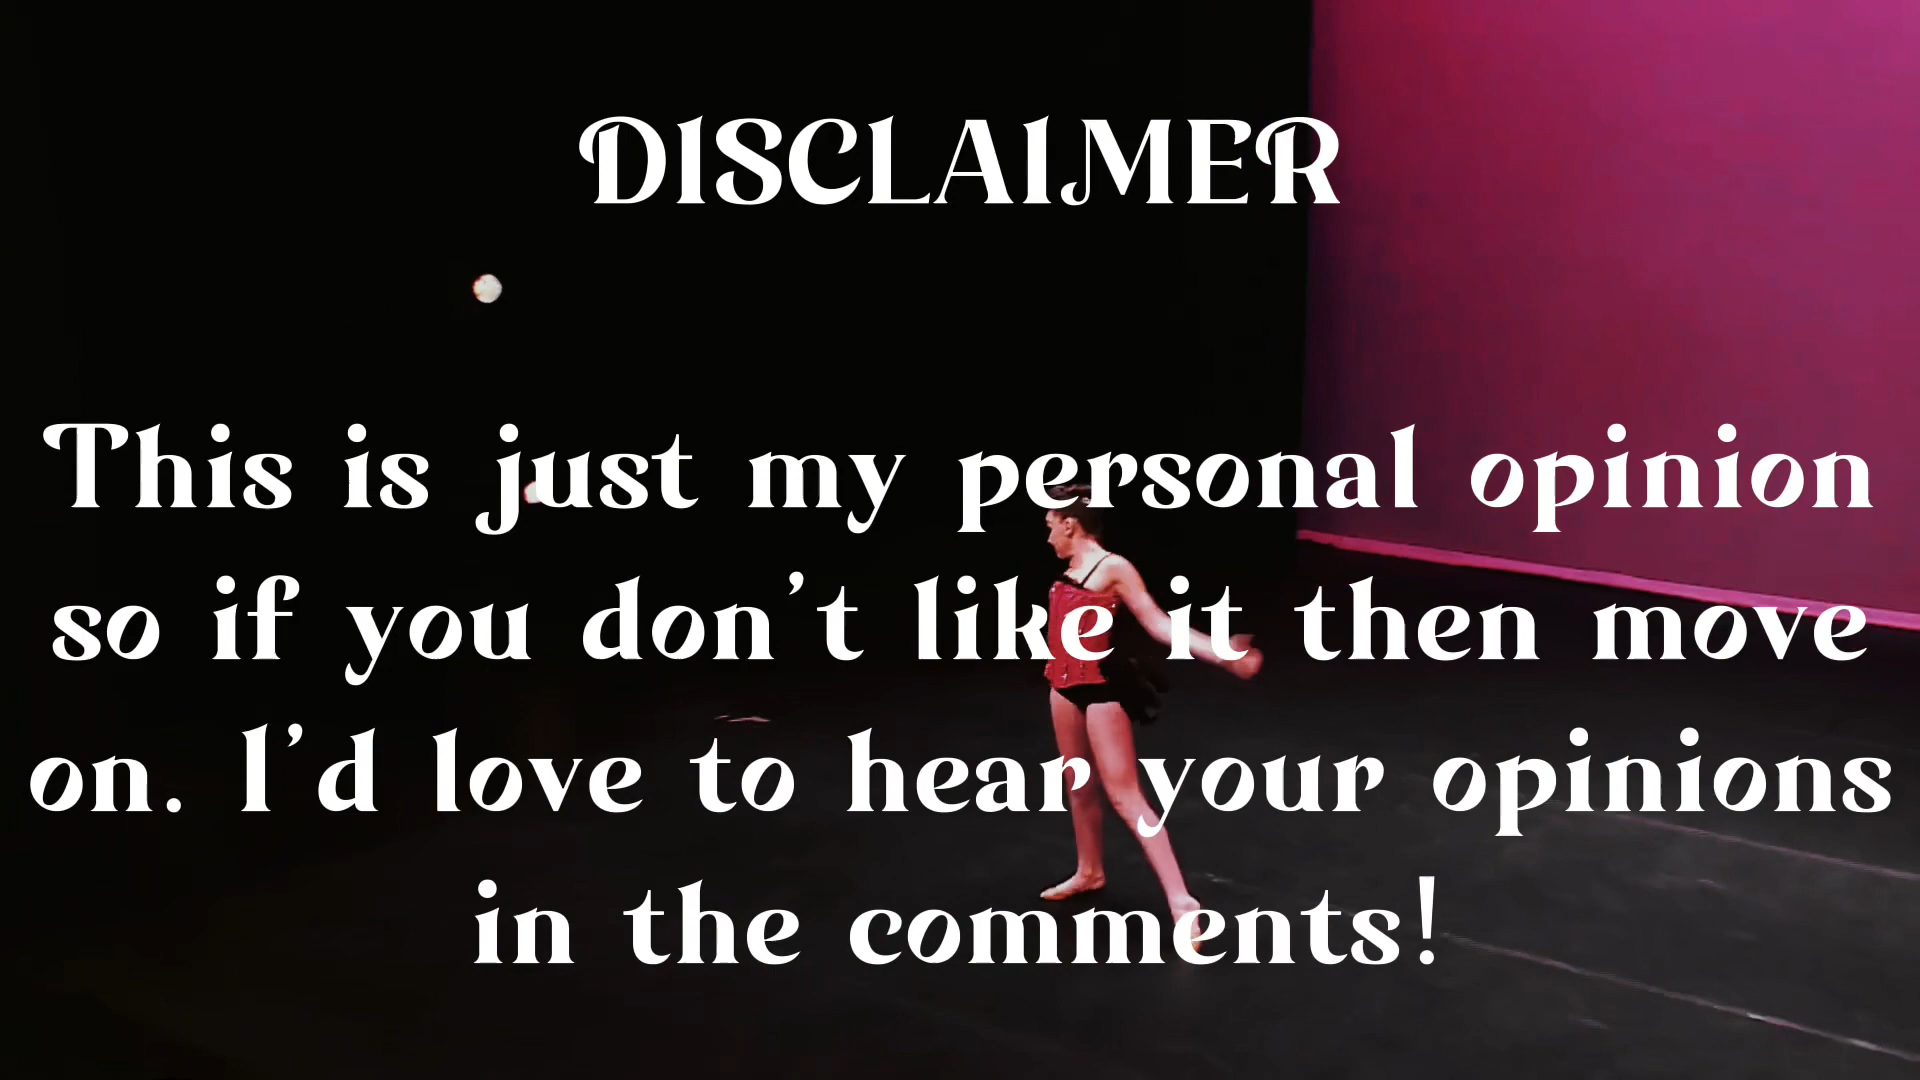 DISCLAIMER
This is just my personal opinion
so if you don't like it then move
on. I'd love to hear your opinions
in the comments!